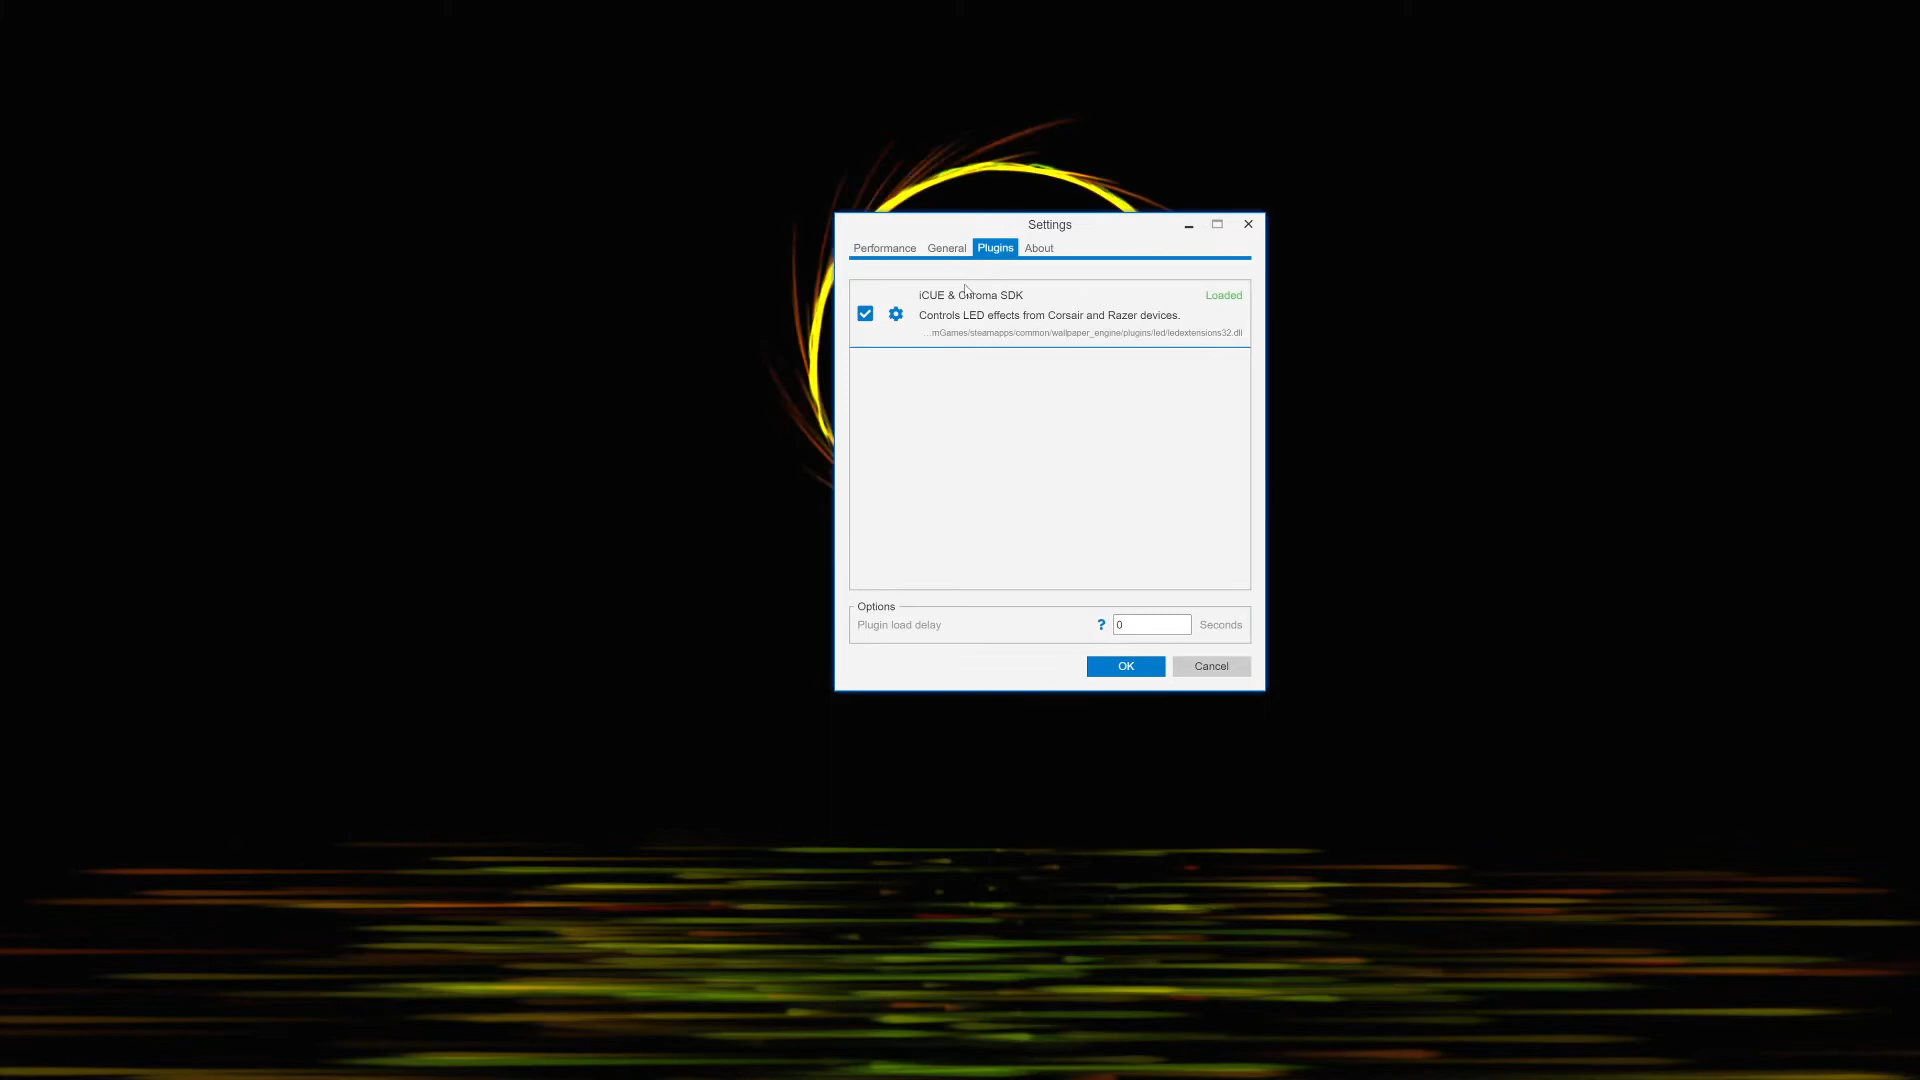 Settings
Performance General Plugins About
iCUE & Chroma SDK Loaded
Controls LED effects from Corsair and Razer devices.
...mGames/steamapps/common/wallpaper_engine/plugins/led/ledextensions32.dll
Options
Plugin load delay ? 0 Seconds
OK Cancel